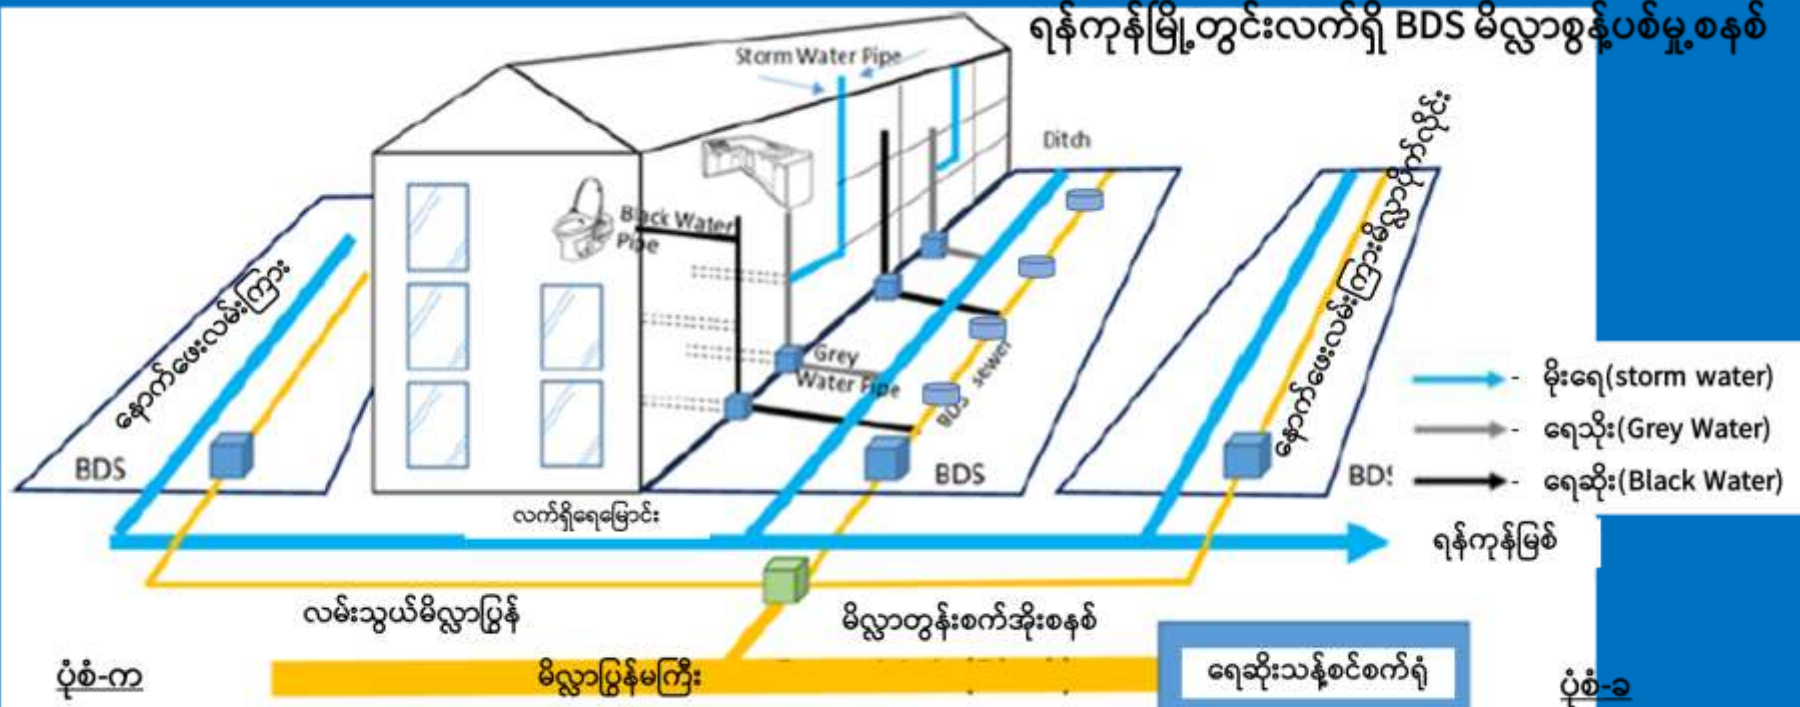 ရန်ကုန်မြို့တွင်းလက်ရှိ BDS မိလ္လာစွန့်ပစ်မှု့စနစ်
Storm Water Pipe
Ditch
Black Water
Pipe
နောက်ဖေးလမ်းကြား
နောက်ဖေးလမ်းကြားမိလ္လာပိုက်လိုင်း
Grey
Water Pipe
BDS sewer
- မိုးရေ(storm water)
- ရေသိုး(Grey Water)
- ရေဆိုး(Black Water)
BDS
BDS
BDS
လက်ရှိရေမြောင်း
ရန်ကုန်မြစ်
လမ်းသွယ်မိလ္လာပြွန်
မိလ္လာတွန်းစက်အိုးစနစ်
ပုံစံ-က
မိလ္လာပြွန်မကြီး
ရေဆိုးသန့်စင်စက်ရုံ
ပုံစံ-ခ